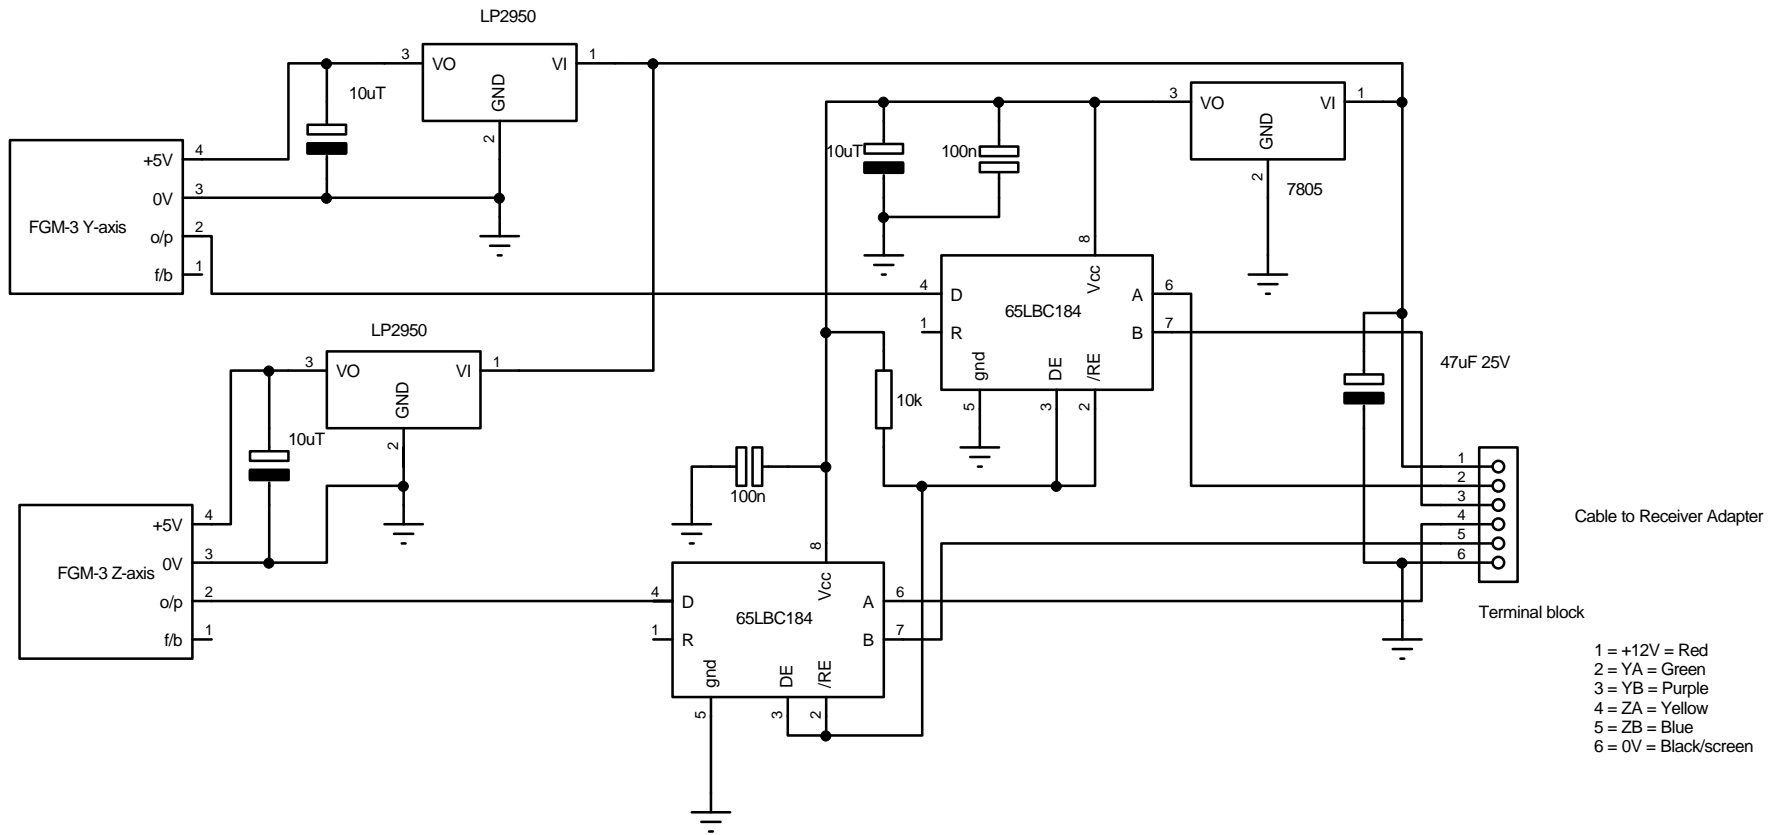 LP2950
3 VO VI 1
GND
2
10uT
3 VO VI 1
GND
2
7805
10uT
100n
+5V 4
0V 3
FGM-3 Y-axis
o/p 2
f/b 1
8
Vcc
4 D A 6
65LBC184
1 R B 7
gnd DE /RE
5 3 2
LP2950
3 VO VI 1
GND
2
10uT
10k
47uF 25V
100n
1
2
3
4
5
6
Cable to Receiver Adapter
Terminal block
+5V 4
0V 3
FGM-3 Z-axis
o/p 2
f/b 1
8
Vcc
4 D A 6
65LBC184
1 R B 7
gnd DE /RE
5 3 2
1 = +12V = Red
2 = YA = Green
3 = YB = Purple
4 = ZA = Yellow
5 = ZB = Blue
6 = 0V = Black/screen